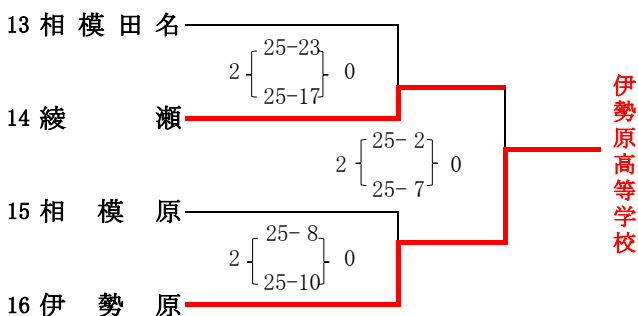 13 相模田名
25-23
2 0
25-17
14 綾瀬
25- 2
2 0
25- 7
15 相模原
25- 8
2 0
25-10
16 伊勢原
伊勢原高等学校